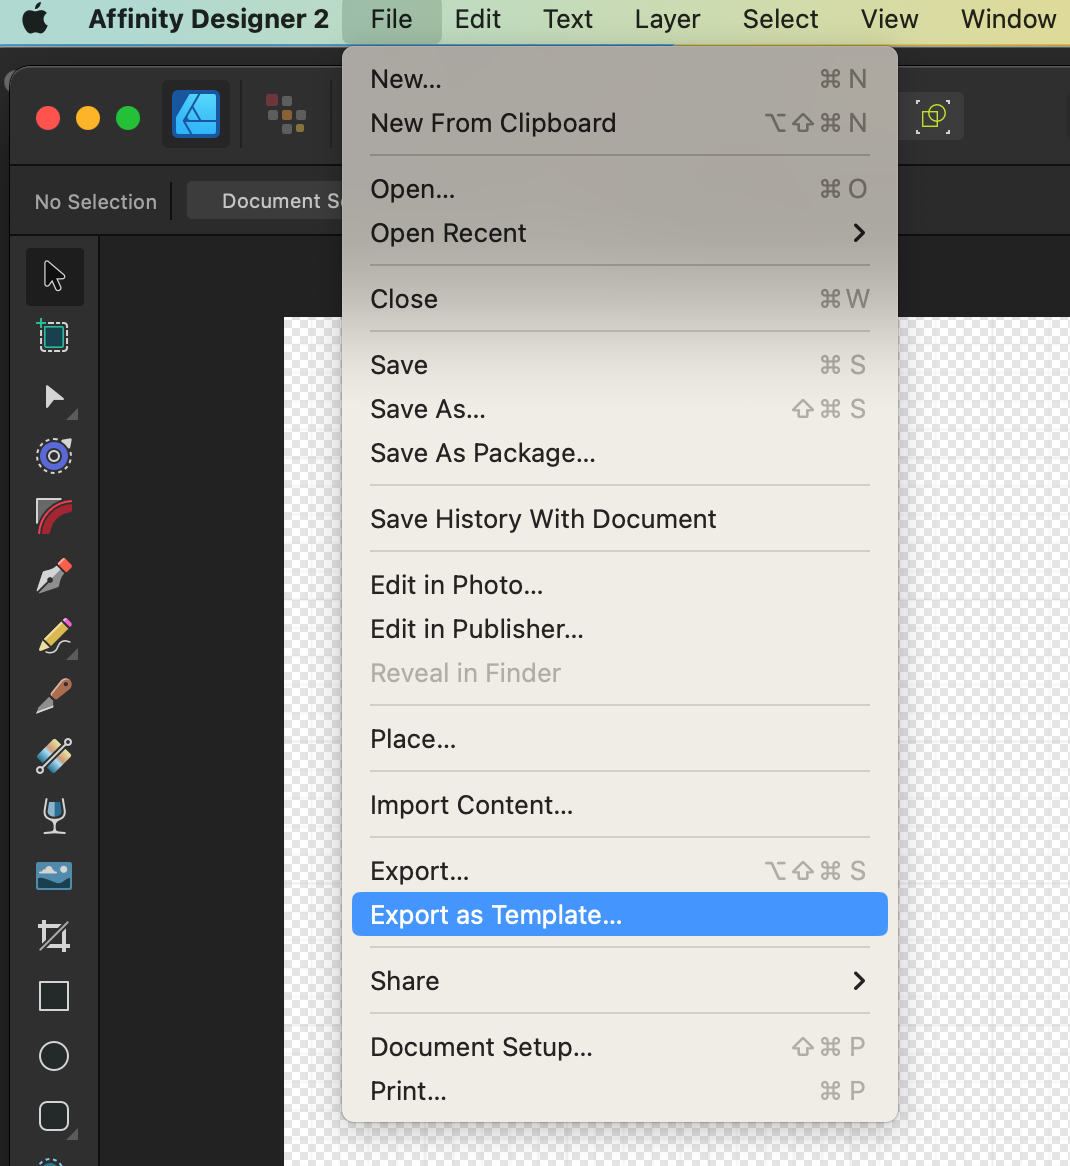 Affinity Designer 2 File Edit Text Layer Select View Window
New... ⌘ N
New From Clipboard ⌥⇧⌘ N
Open... ⌘ O
No Selection Document S
Open Recent
Close ⌘ W
Save ⌘ S
Save As... ⇧⌘ S
Save As Package...
Save History With Document
Edit in Photo...
Edit in Publisher...
Reveal in Finder
Place...
Import Content...
Export... ⌥⇧⌘ S
Export as Template...
Share
Document Setup... ⇧⌘ P
Print... ⌘ P